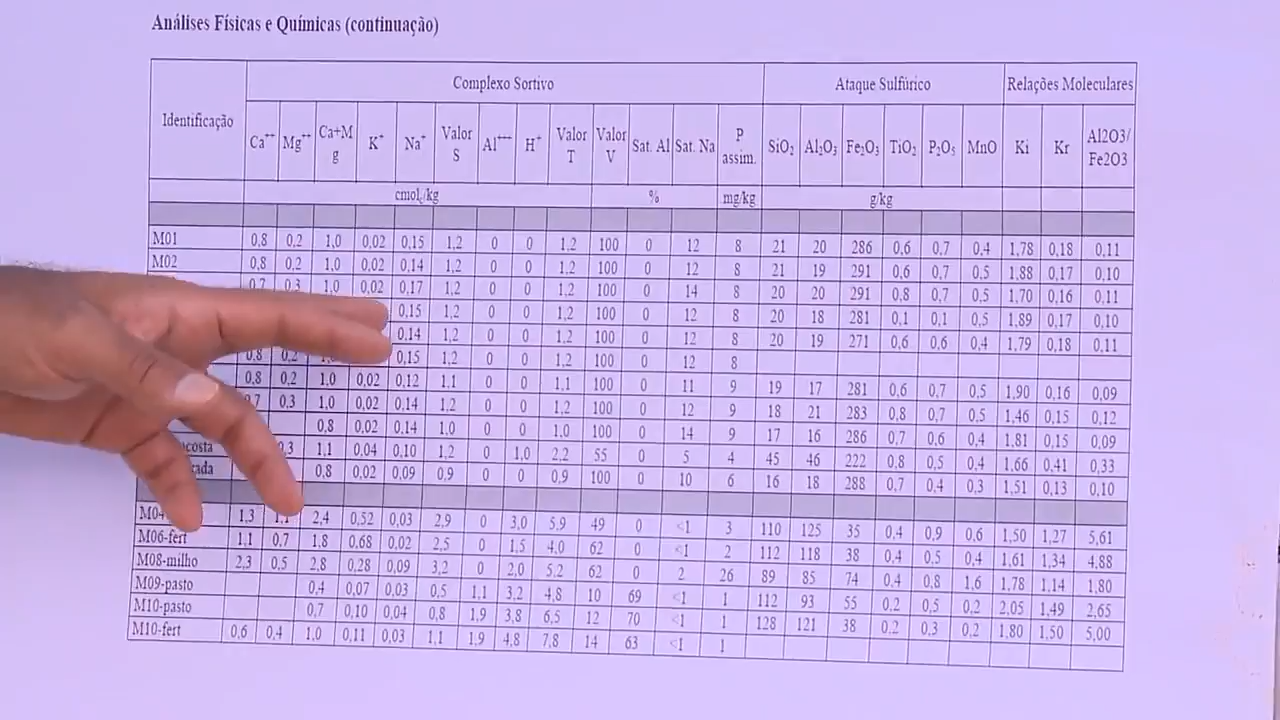 Análises Físicas e Químicas (continuação)
Identificação Complexo Sortivo Ataque Sulfúrico Relações Moleculares
Ca++ Mg++ Ca+Mg K+ Na+ Valor S Al+++ H+ Valor T Valor V Sat. Al Sat. Na P assim. SiO2 Al2O3 Fe2O3 TiO2 P2O5 MnO Ki Kr Al2O3/Fe2O3
cmolc/kg % mg/kg g/kg
M01 0,8 0,2 1,0 0,02 0,15 1,2 0 0 1,2 100 0 12 8 21 20 286 0,6 0,7 0,4 1,78 0,18 0,11
M02 0,8 0,2 1,0 0,02 0,14 1,2 0 0 1,2 100 0 12 8 21 19 291 0,6 0,7 0,5 1,88 0,17 0,10
0,7 0,3 1,0 0,02 0,17 1,2 0 0 1,2 100 0 14 8 20 20 291 0,8 0,7 0,5 1,70 0,16 0,11
0,15 1,2 0 0 1,2 100 0 12 8 20 18 281 0,1 0,1 0,5 1,89 0,17 0,10
0,14 1,2 0 0 1,2 100 0 12 8 20 19 271 0,6 0,6 0,4 1,79 0,18 0,11
0,8 0,2 0,15 1,2 0 0 1,2 100 0 12 8
0,8 0,2 1,0 0,02 0,12 1,1 0 0 1,1 100 0 11 9 19 17 281 0,6 0,7 0,5 1,90 0,16 0,09
0,3 1,0 0,02 0,14 1,2 0 0 1,2 100 0 12 9 18 21 283 0,8 0,7 0,5 1,46 0,15 0,12
0,8 0,02 0,14 1,0 0 0 1,0 100 0 14 9 17 16 286 0,7 0,6 0,4 1,81 0,15 0,09
0,3 1,1 0,04 0,10 1,2 0 1,0 2,2 55 0 5 4 45 46 222 0,8 0,5 0,4 1,66 0,41 0,33
0,8 0,02 0,09 0,9 0 0 0,9 100 0 10 6 16 18 288 0,7 0,4 0,3 1,51 0,13 0,10
1,3 1,1 2,4 0,52 0,03 2,9 0 3,0 5,9 49 0 <1 3 110 125 35 0,4 0,9 0,6 1,50 1,27 5,61
M06-fert 1,1 0,7 1,8 0,68 0,02 2,5 0 1,5 4,0 62 0 <1 2 112 118 38 0,4 0,5 0,4 1,61 1,34 4,88
M08-milho 2,3 0,5 2,8 0,28 0,09 3,2 0 2,0 5,2 62 0 2 26 89 85 74 0,4 0,8 1,6 1,78 1,14 1,80
M09-pasto 0,4 0,07 0,03 0,5 1,1 3,2 4,8 10 69 <1 1 112 93 55 0,2 0,5 0,2 2,05 1,49 2,65
M10-pasto 0,7 0,10 0,04 0,8 1,9 3,8 6,5 12 70 <1 1 128 121 38 0,2 0,3 0,2 1,80 1,50 5,00
M10-fert 0,6 0,4 1,0 0,11 0,03 1,1 1,9 4,8 7,8 14 63 <1 1